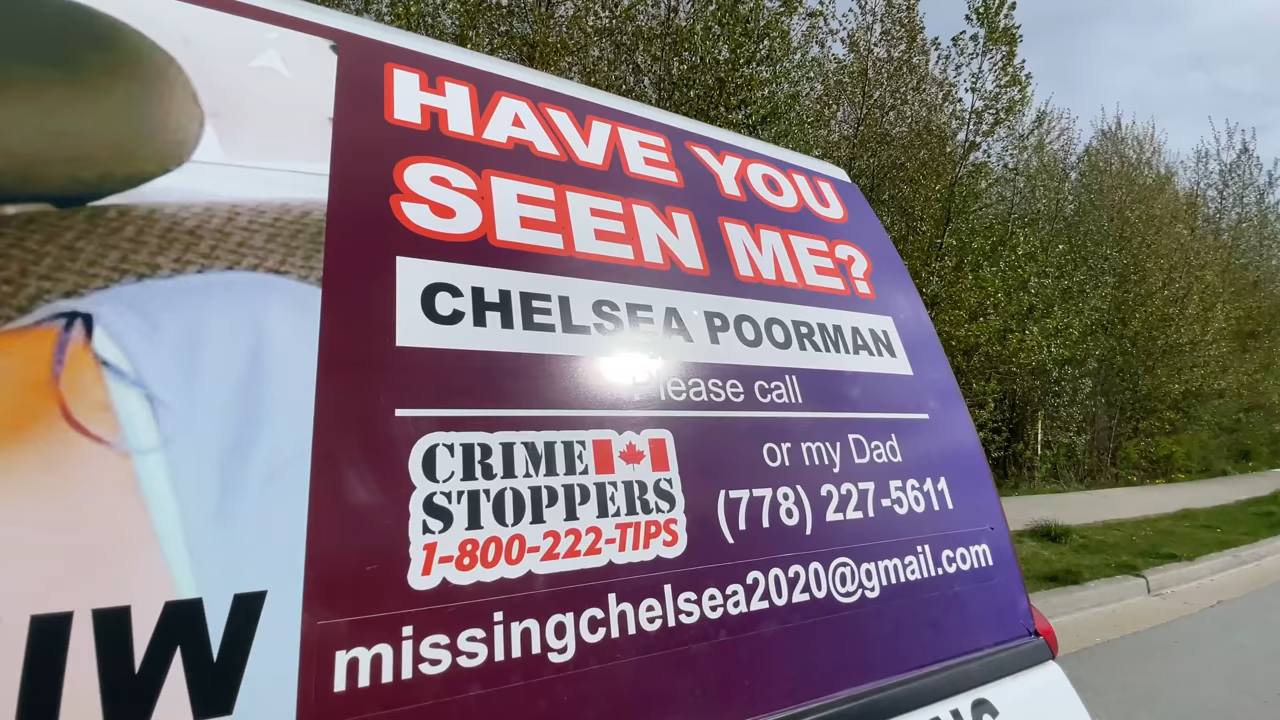 HAVE YOU
SEEN ME?
CHELSEA POORMAN
Please call
CRIME
STOPPERS
1-800-222-TIPS
or my Dad
(778) 227-5611
missingchelsea2020@gmail.com